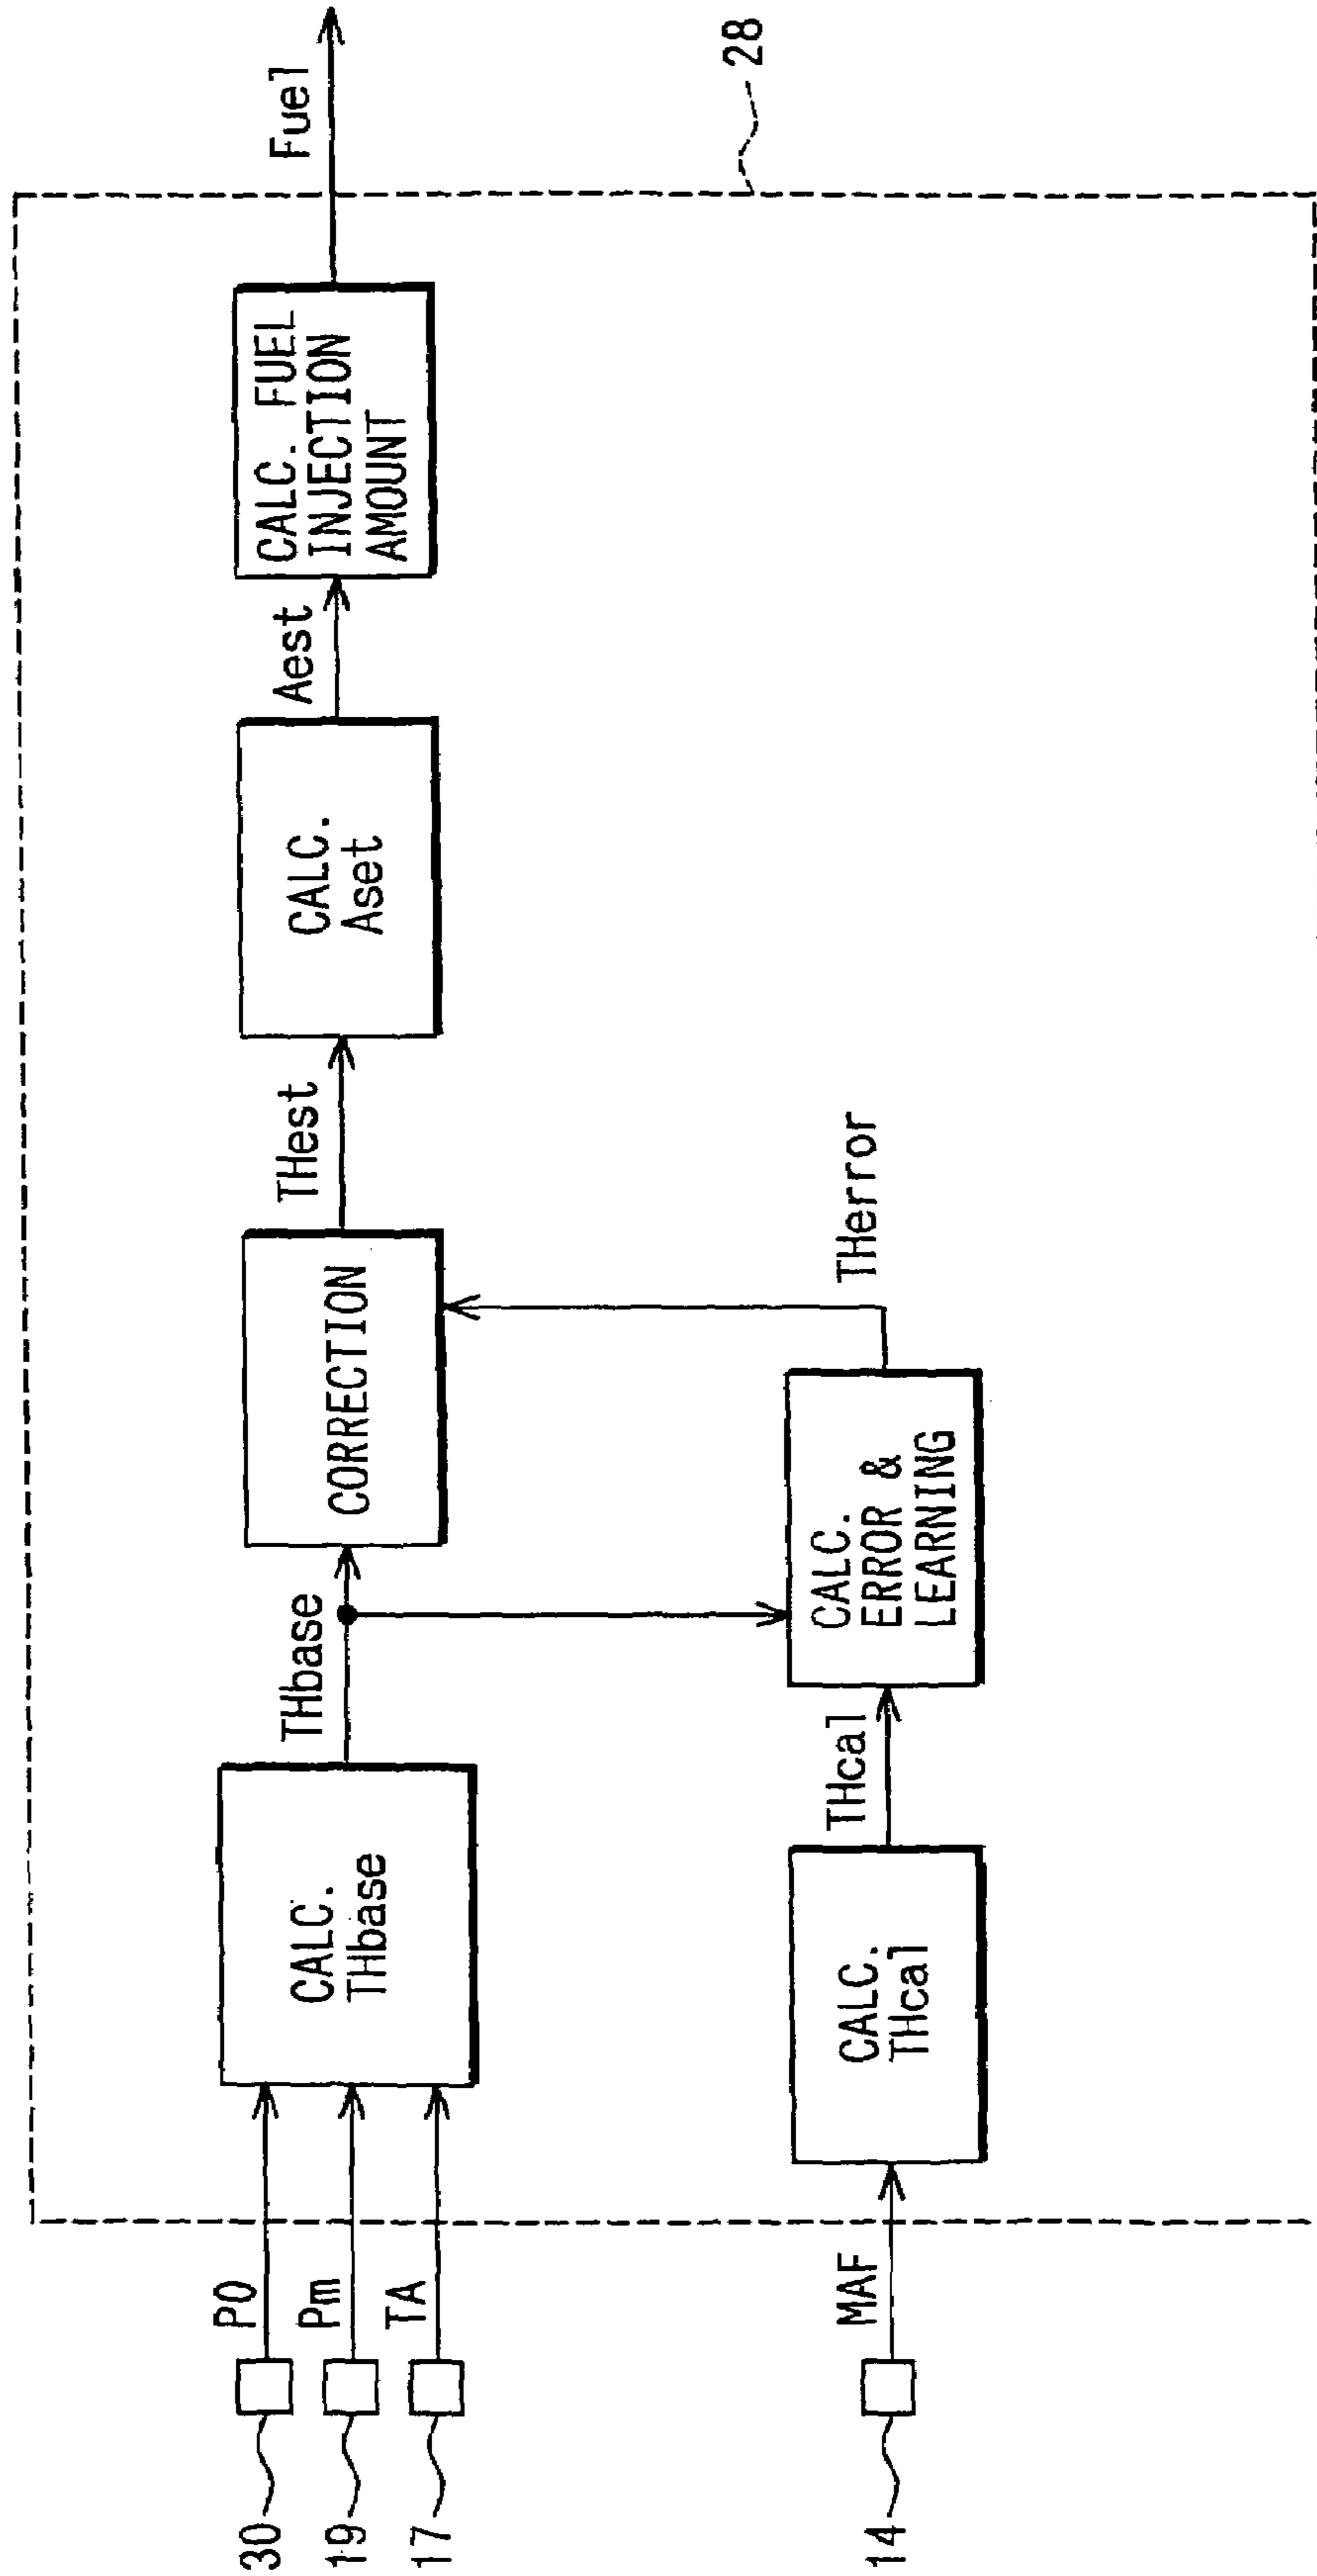 30
P0
19
Pm
17
TA
CALC.
THbase
THbase
CORRECTION
THest
CALC.
Aset
Aest
CALC. FUEL
INJECTION
AMOUNT
Fuel
14
MAF
CALC.
THcal
THcal
CALC.
ERROR &
LEARNING
THerror
28